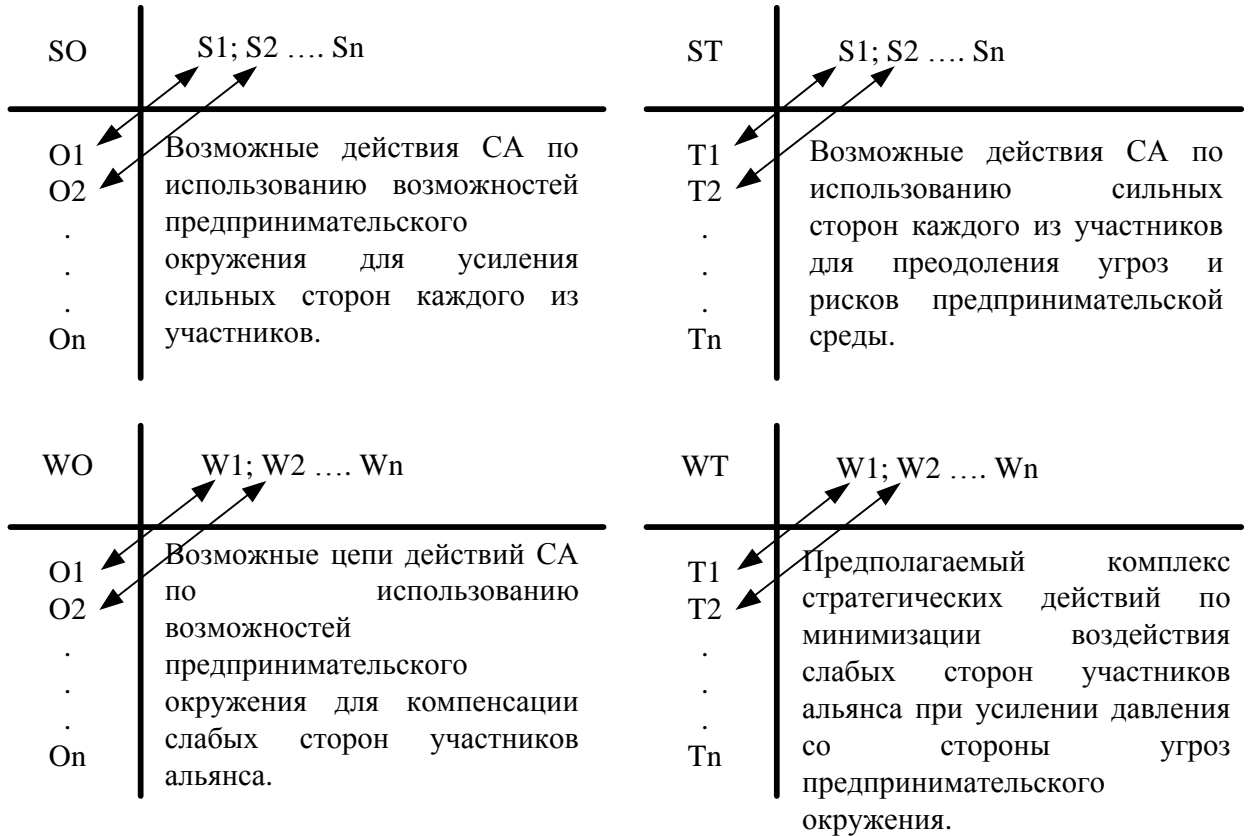 SO
S1; S2 …. Sn
O1
O2
.
.
.
On
Возможные действия СА по
использованию возможностей
предпринимательского
окружения для усиления
сильных сторон каждого из
участников.
ST
S1; S2 …. Sn
T1
T2
.
.
.
Tn
Возможные действия СА по
использованию сильных
сторон каждого из участников
для преодоления угроз и
рисков предпринимательской
среды.
WO
W1; W2 …. Wn
O1
O2
.
.
.
On
Возможные цепи действий СА
по использованию
возможностей
предпринимательского
окружения для компенсации
слабых сторон участников
альянса.
WT
W1; W2 …. Wn
T1
T2
.
.
.
Tn
Предполагаемый комплекс
стратегических действий по
минимизации воздействия
слабых сторон участников
альянса при усилении давления
со стороны угроз
предпринимательского
окружения.